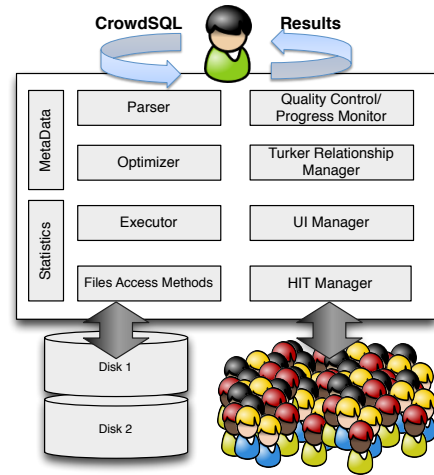 CrowdSQL
Results
MetaData
Statistics
Parser
Quality Control/
Progress Monitor
Optimizer
Turker Relationship
Manager
Executor
UI Manager
Files Access Methods
HIT Manager
Disk 1
Disk 2